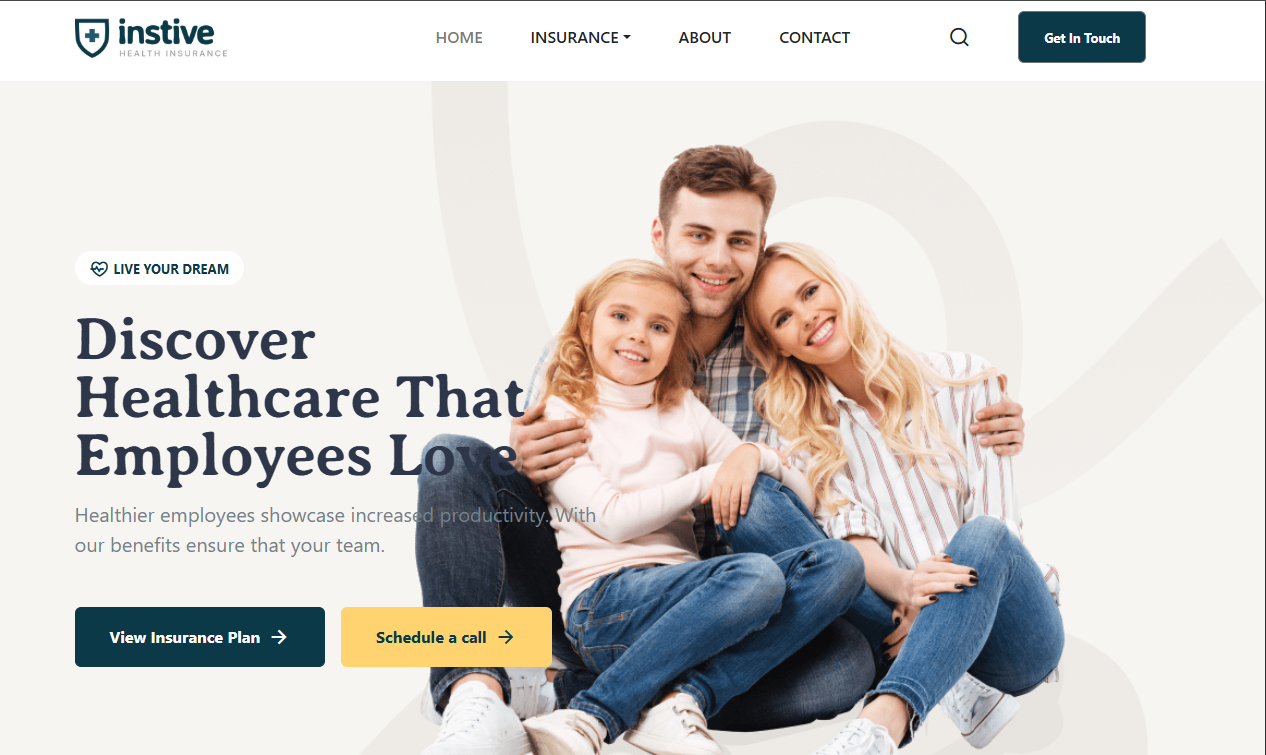 instive
HEALTH INSURANCE
HOME
INSURANCE
ABOUT
CONTACT
Get In Touch
LIVE YOUR DREAM
Discover
Healthcare That
Employees Love
Healthier employees showcase increased productivity. With
our benefits ensure that your team.
View Insurance Plan
Schedule a call